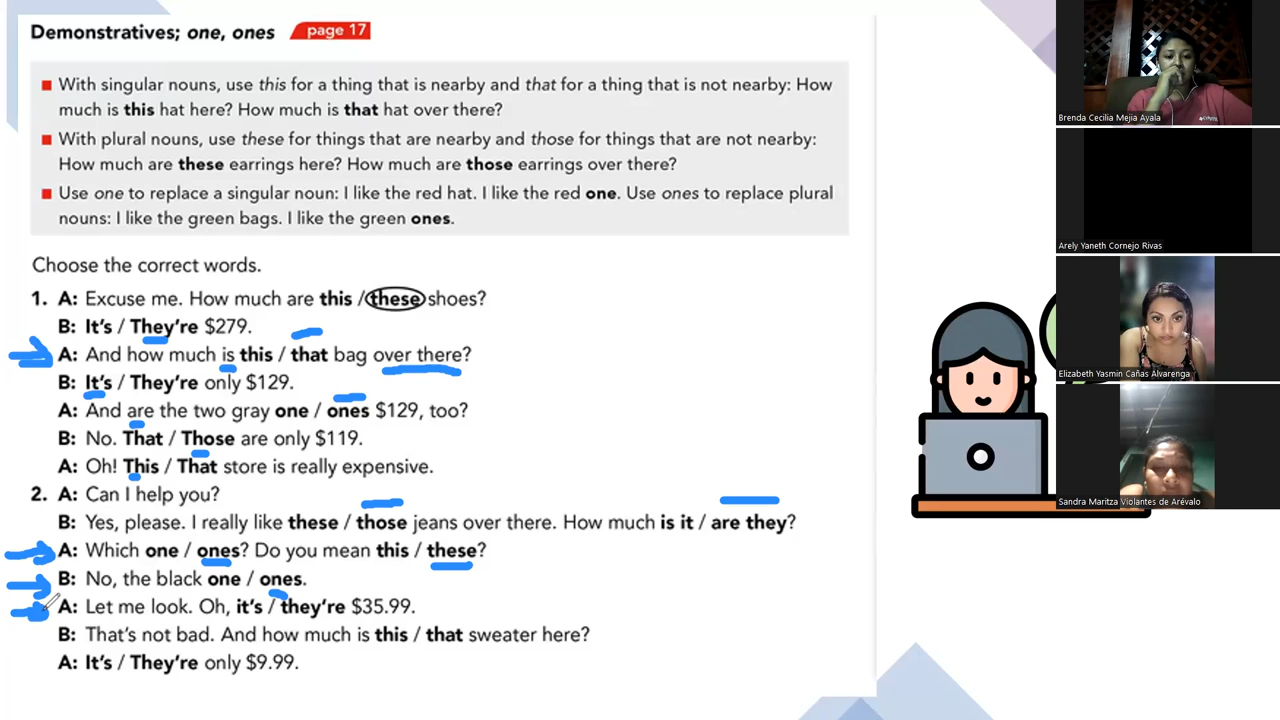 Demonstratives; one, ones page 17
With singular nouns, use this for a thing that is nearby and that for a thing that is not nearby: How
much is this hat here? How much is that hat over there?
With plural nouns, use these for things that are nearby and those for things that are not nearby:
How much are these earrings here? How much are those earrings over there?
Use one to replace a singular noun: I like the red hat. I like the red one. Use ones to replace plural
nouns: I like the green bags. I like the green ones.
Choose the correct words.
1. A: Excuse me. How much are this / these shoes?
B: It's / They're $279.
A: And how much is this / that bag over there?
B: It's / They're only $129.
A: And are the two gray one / ones $129, too?
B: No. That / Those are only $119.
A: Oh! This / That store is really expensive.
2. A: Can I help you?
B: Yes, please. I really like these / those jeans over there. How much is it / are they?
A: Which one / ones? Do you mean this / these?
B: No, the black one / ones.
A: Let me look. Oh, it's / they're $35.99.
B: That's not bad. And how much is this / that sweater here?
A: It's / They're only $9.99.
Brenda Cecilia Mejia Ayala
Arely Yaneth Cornejo Rivas
Elizabeth Yasmin Cañas Alvarenga
Sandra Maritza Violantes de Arévalo